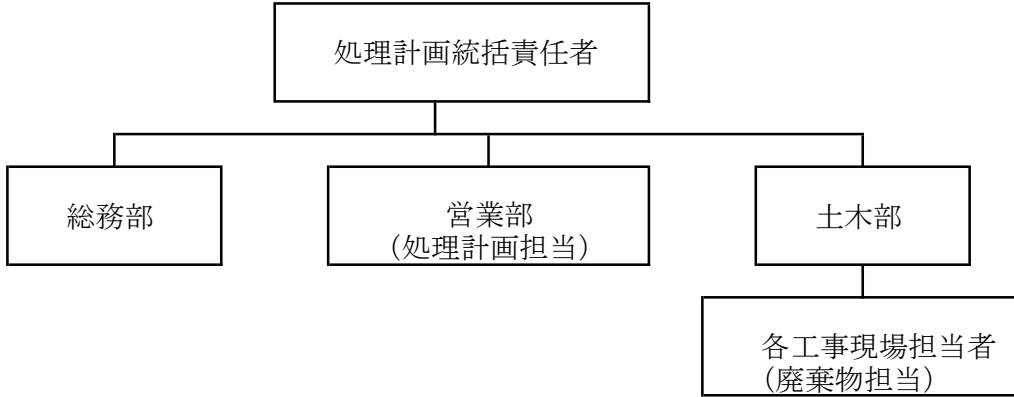 処理計画統括責任者
総務部
営業部
（処理計画担当）
土木部
各工事現場担当者
（廃棄物担当）